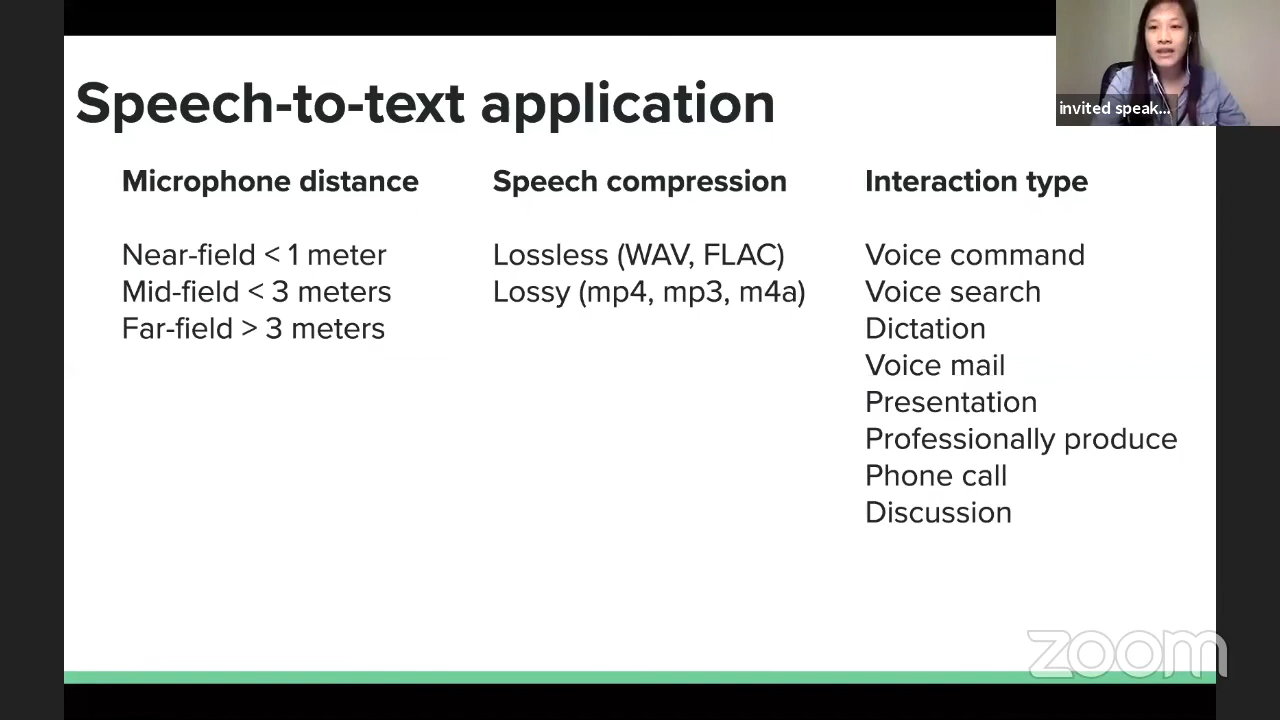 Speech-to-text application
invited speak...
Microphone distance
Near-field < 1 meter
Mid-field < 3 meters
Far-field > 3 meters
Speech compression
Lossless (WAV, FLAC)
Lossy (mp4, mp3, m4a)
Interaction type
Voice command
Voice search
Dictation
Voice mail
Presentation
Professionally produce
Phone call
Discussion
zoom